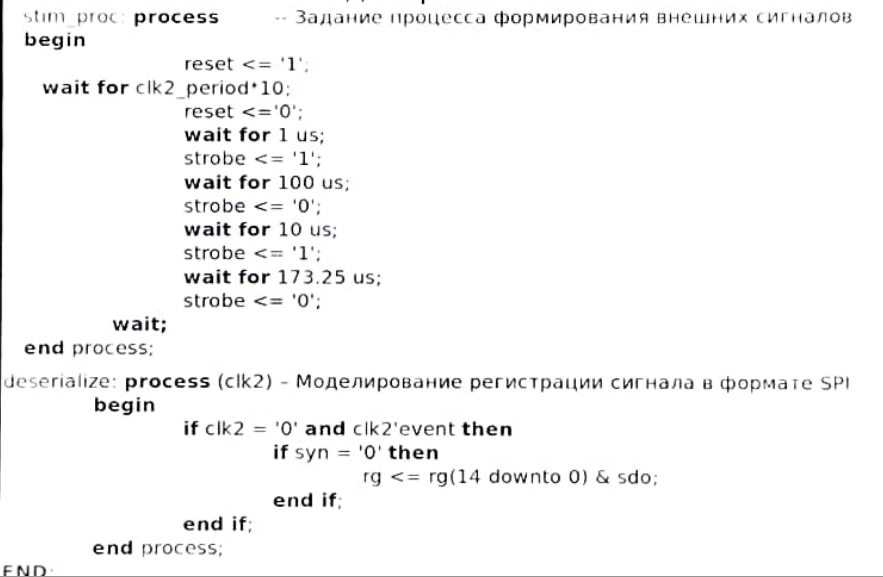 stim_proc: process -- Задание процесса формирования внешних сигналов
begin
reset <= '1';
wait for clk2_period*10;
reset <='0';
wait for 1 us;
strobe <= '1';
wait for 100 us;
strobe <= '0';
wait for 10 us;
strobe <= '1';
wait for 173.25 us;
strobe <= '0';
wait;
end process;
deserialize: process (clk2) - Моделирование регистрации сигнала в формате SPI
begin
if clk2 = '0' and clk2'event then
if syn = '0' then
rg <= rg(14 downto 0) & sdo;
end if;
end if;
end process;
END;